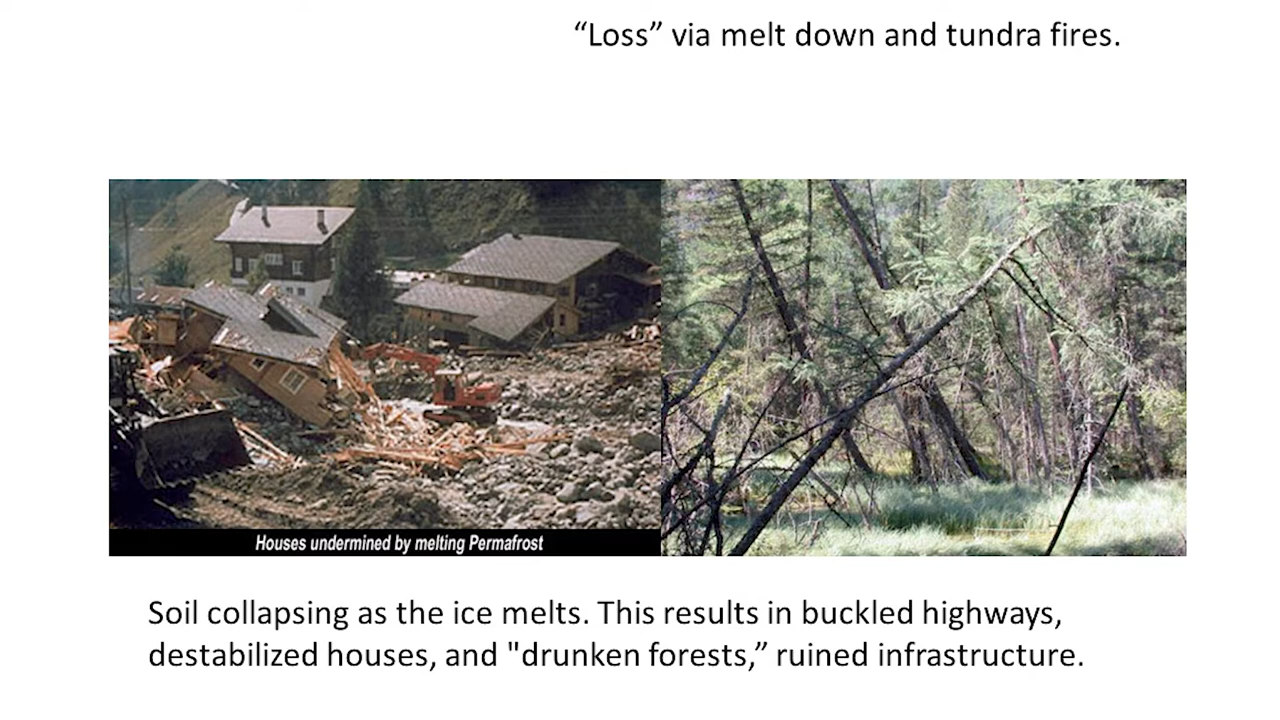 “Loss” via melt down and tundra fires.
Houses undermined by melting Permafrost
Soil collapsing as the ice melts. This results in buckled highways,
destabilized houses, and "drunken forests,” ruined infrastructure.